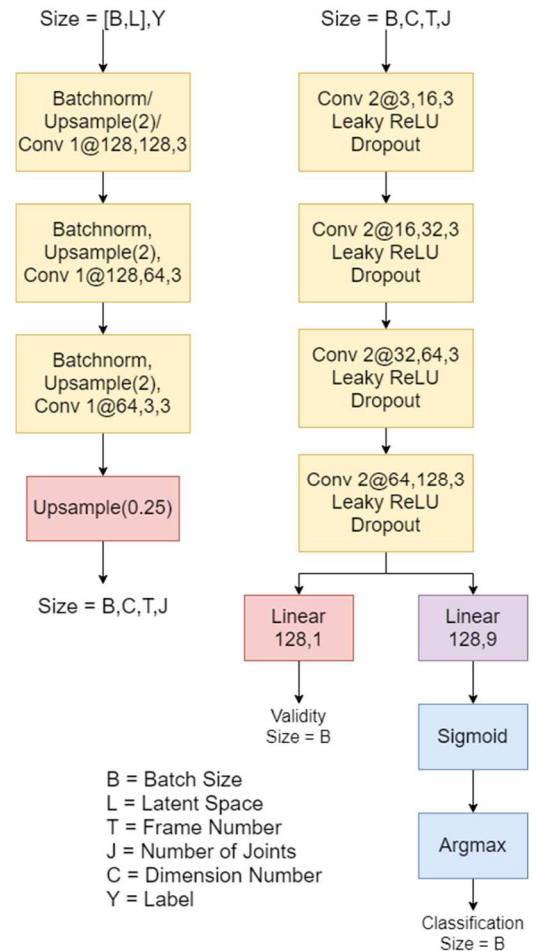 Size = [B,L],Y
Batchnorm/
Upsample(2)/
Conv 1@128,128,3
Batchnorm,
Upsample(2),
Conv 1@128,64,3
Batchnorm,
Upsample(2),
Conv 1@64,3,3
Upsample(0.25)
Size = B,C,T,J
Size = B,C,T,J
Conv 2@3,16,3
Leaky ReLU
Dropout
Conv 2@16,32,3
Leaky ReLU
Dropout
Conv 2@32,64,3
Leaky ReLU
Dropout
Conv 2@64,128,3
Leaky ReLU
Dropout
Linear
128,1
Validity
Size = B
Linear
128,9
Sigmoid
Argmax
Classification
Size = B
B = Batch Size
L = Latent Space
T = Frame Number
J = Number of Joints
C = Dimension Number
Y = Label